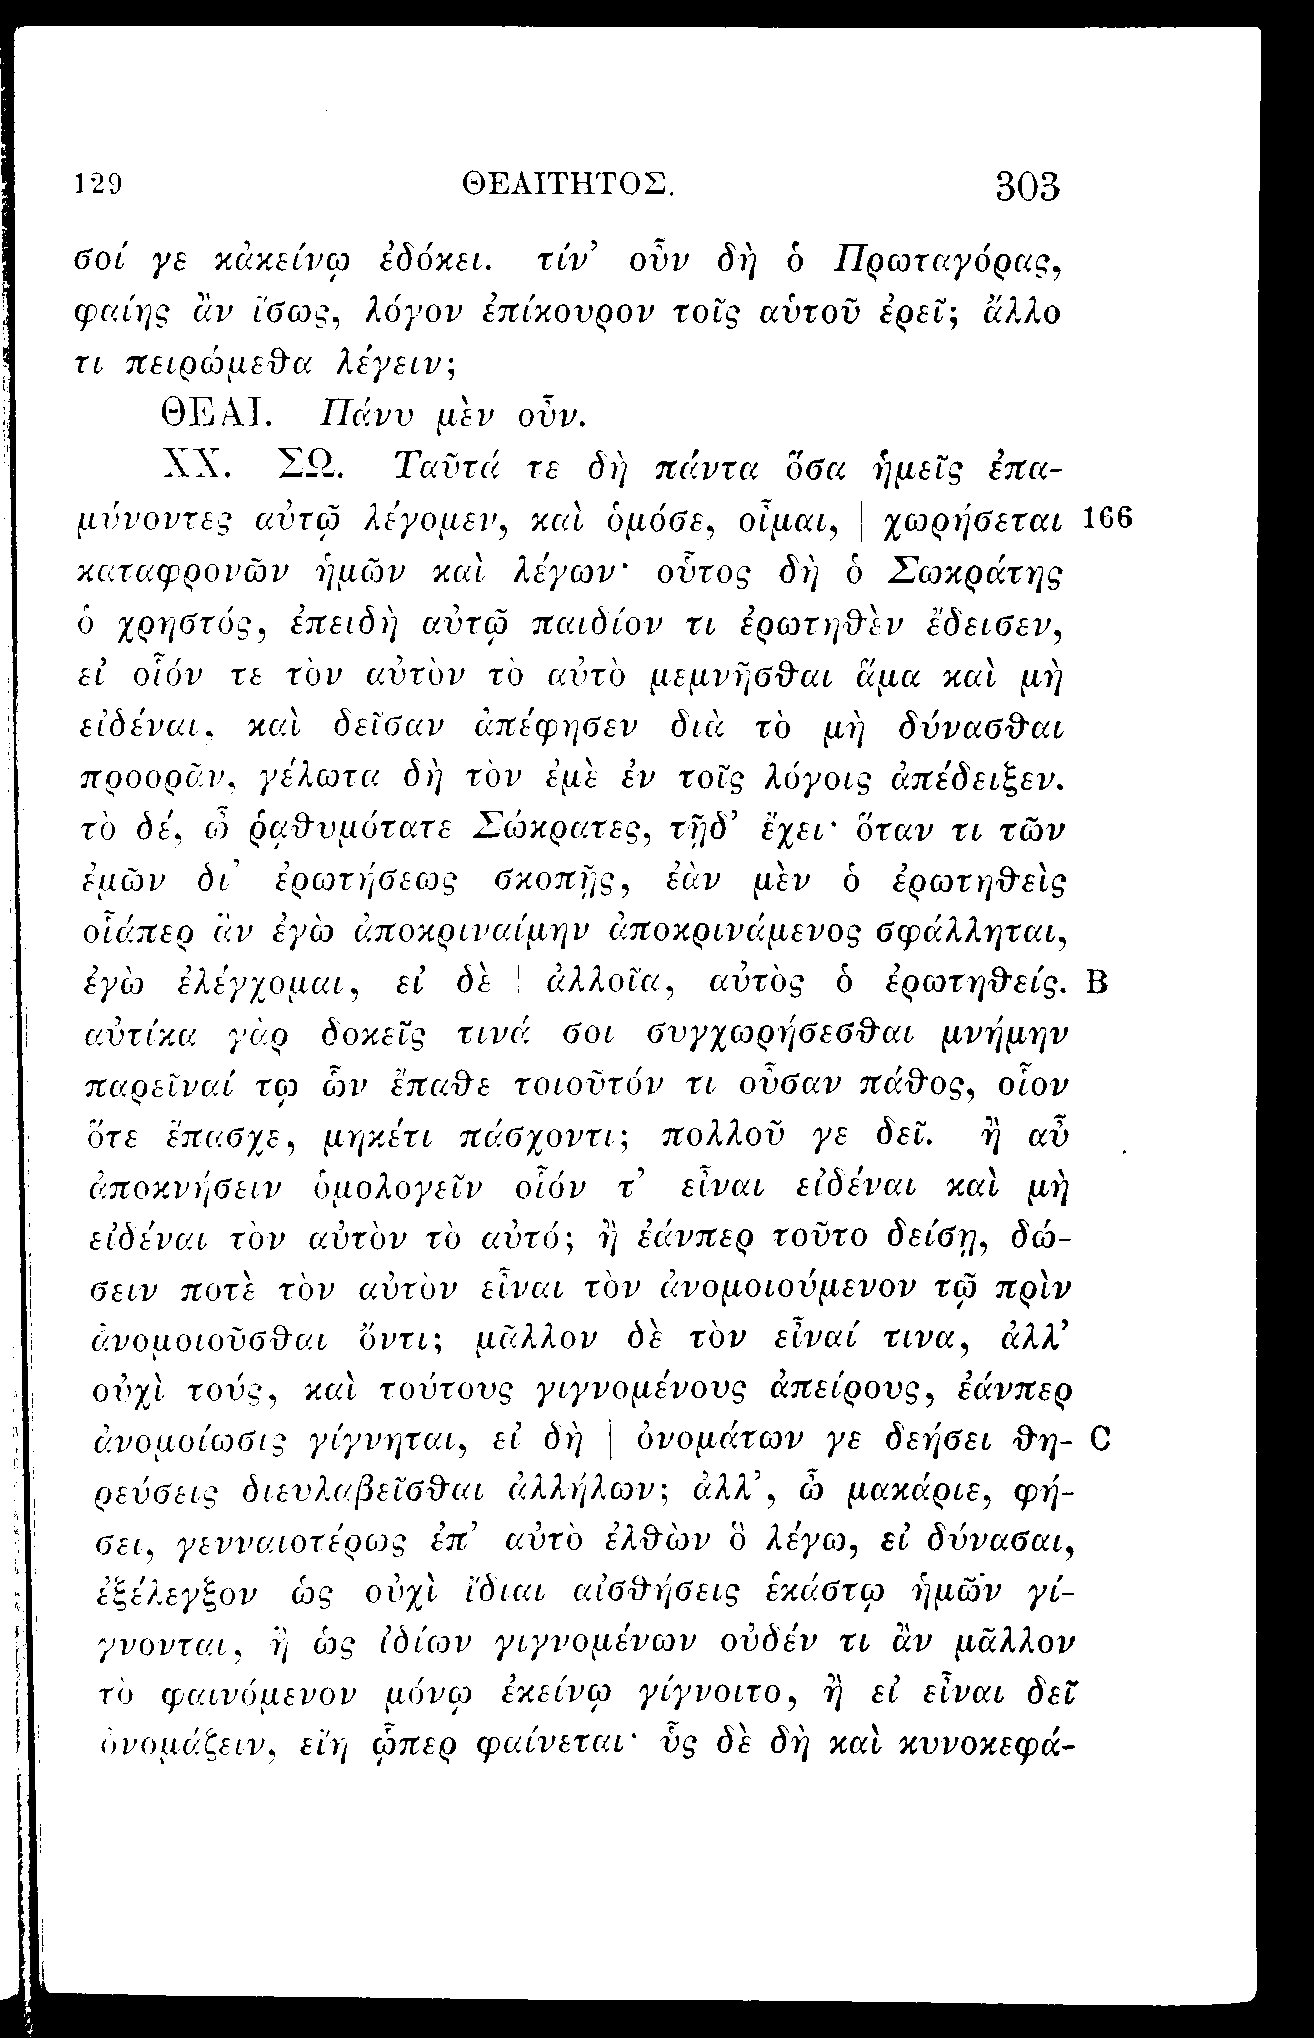 129 ΘΕΑΙΤΗΤΟΣ. 303
σοί γε κἀκείνῳ ἐδόκει. τίν’ οὖν δὴ ὁ Πρωταγόρας,
φαίης ἂν ἴσως, λόγον ἐπίκουρον τοῖς αὑτοῦ ἐρεῖ; ἄλλο
τι πειρώμεθα λέγειν;
ΘΕΑΙ. Πάνυ μὲν οὖν.
XX. ΣΩ. Ταῦτά τε δὴ πάντα ὅσα ἡμεῖς ἐπα-
μύνοντες αὐτῷ λέγομεν, καὶ ὁμόσε, οἶμαι, | χωρήσεται 166
καταφρονῶν ἡμῶν καὶ λέγων· οὗτος δὴ ὁ Σωκράτης
ὁ χρηστός, ἐπειδὴ αὐτῷ παιδίον τι ἐρωτηθὲν ἔδεισεν,
εἰ οἷόν τε τὸν αὐτὸν τὸ αὐτὸ μεμνῆσθαι ἅμα καὶ μὴ
εἰδέναι, καὶ δεῖσαν ἀπέφησεν διὰ τὸ μὴ δύνασθαι
προορᾶν, γέλωτα δὴ τὸν ἐμὲ ἐν τοῖς λόγοις ἀπέδειξεν.
τὸ δέ, ὦ ῥᾳθυμότατε Σώκρατες, τῇδ’ ἔχει· ὅταν τι τῶν
ἐμῶν δι’ ἐρωτήσεως σκοπῇς, ἐὰν μὲν ὁ ἐρωτηθεὶς
οἷάπερ ἂν ἐγὼ ἀποκριναίμην ἀποκρινάμενος σφάλληται,
ἐγὼ ἐλέγχομαι, εἰ δὲ | ἀλλοῖα, αὐτὸς ὁ ἐρωτηθείς. B
αὐτίκα γὰρ δοκεῖς τινά σοι συγχωρήσεσθαι μνήμην
παρεῖναί τῳ ὧν ἔπαθε τοιοῦτόν τι οὖσαν πάθος, οἷον
ὅτε ἔπασχε, μηκέτι πάσχοντι; πολλοῦ γε δεῖ. ἢ αὖ
ἀποκνήσειν ὁμολογεῖν οἷόν τ’ εἶναι εἰδέναι καὶ μὴ
εἰδέναι τὸν αὐτὸν τὸ αὐτό; ἢ ἐάνπερ τοῦτο δείσῃ, δώ-
σειν ποτὲ τὸν αὐτὸν εἶναι τὸν ἀνομοιούμενον τῷ πρὶν
ἀνομοιοῦσθαι ὄντι; μᾶλλον δὲ τὸν εἶναί τινα, ἀλλ’
οὐχὶ τούς, καὶ τούτους γιγνομένους ἀπείρους, ἐάνπερ
ἀνομοίωσις γίγνηται, εἰ δὴ | ὀνομάτων γε δεήσει θη- C
ρεύσεις διευλαβεῖσθαι ἀλλήλων; ἀλλ’, ὦ μακάριε, φή-
σει, γενναιοτέρως ἐπ’ αὐτὸ ἐλθὼν ὃ λέγω, εἰ δύνασαι,
ἐξέλεγξον ὡς οὐχὶ ἴδιαι αἰσθήσεις ἑκάστῳ ἡμῶν γί-
γνονται, ἢ ὡς ἰδίων γιγνομένων οὐδέν τι ἂν μᾶλλον
τὸ φαινόμενον μόνῳ ἐκείνῳ γίγνοιτο, ἢ εἰ εἶναι δεῖ
ὀνομάζειν, εἴη ᾧπερ φαίνεται· ὗς δὲ δὴ καὶ κυνοκεφά-